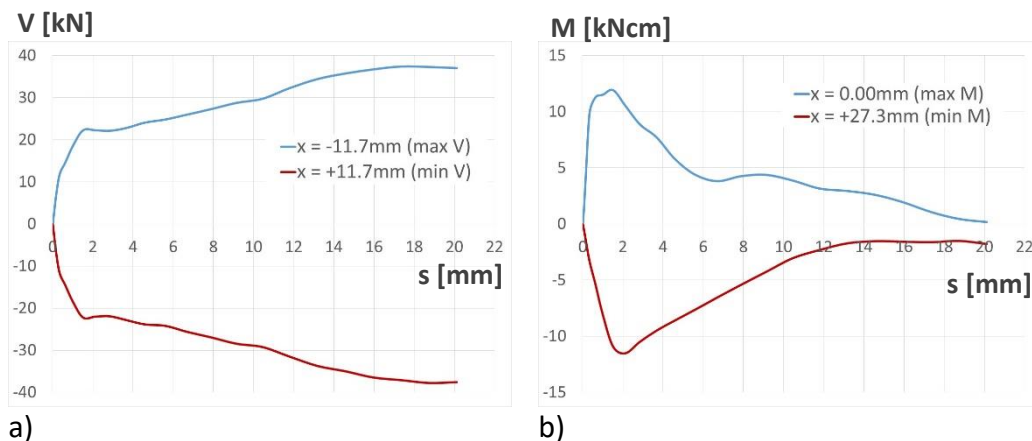 V [kN]
40
30
20
10
0
-10
-20
-30
-40
0 2 4 6 8 10 12 14 16 18 20 22
s [mm]
x = -11.7mm (max V)
x = +11.7mm (min V)
a)
M [kNcm]
15
10
5
0
-5
-10
-15
0 2 4 6 8 10 12 14 16 18 20 22
s [mm]
x = 0.00mm (max M)
x = +27.3mm (min M)
b)